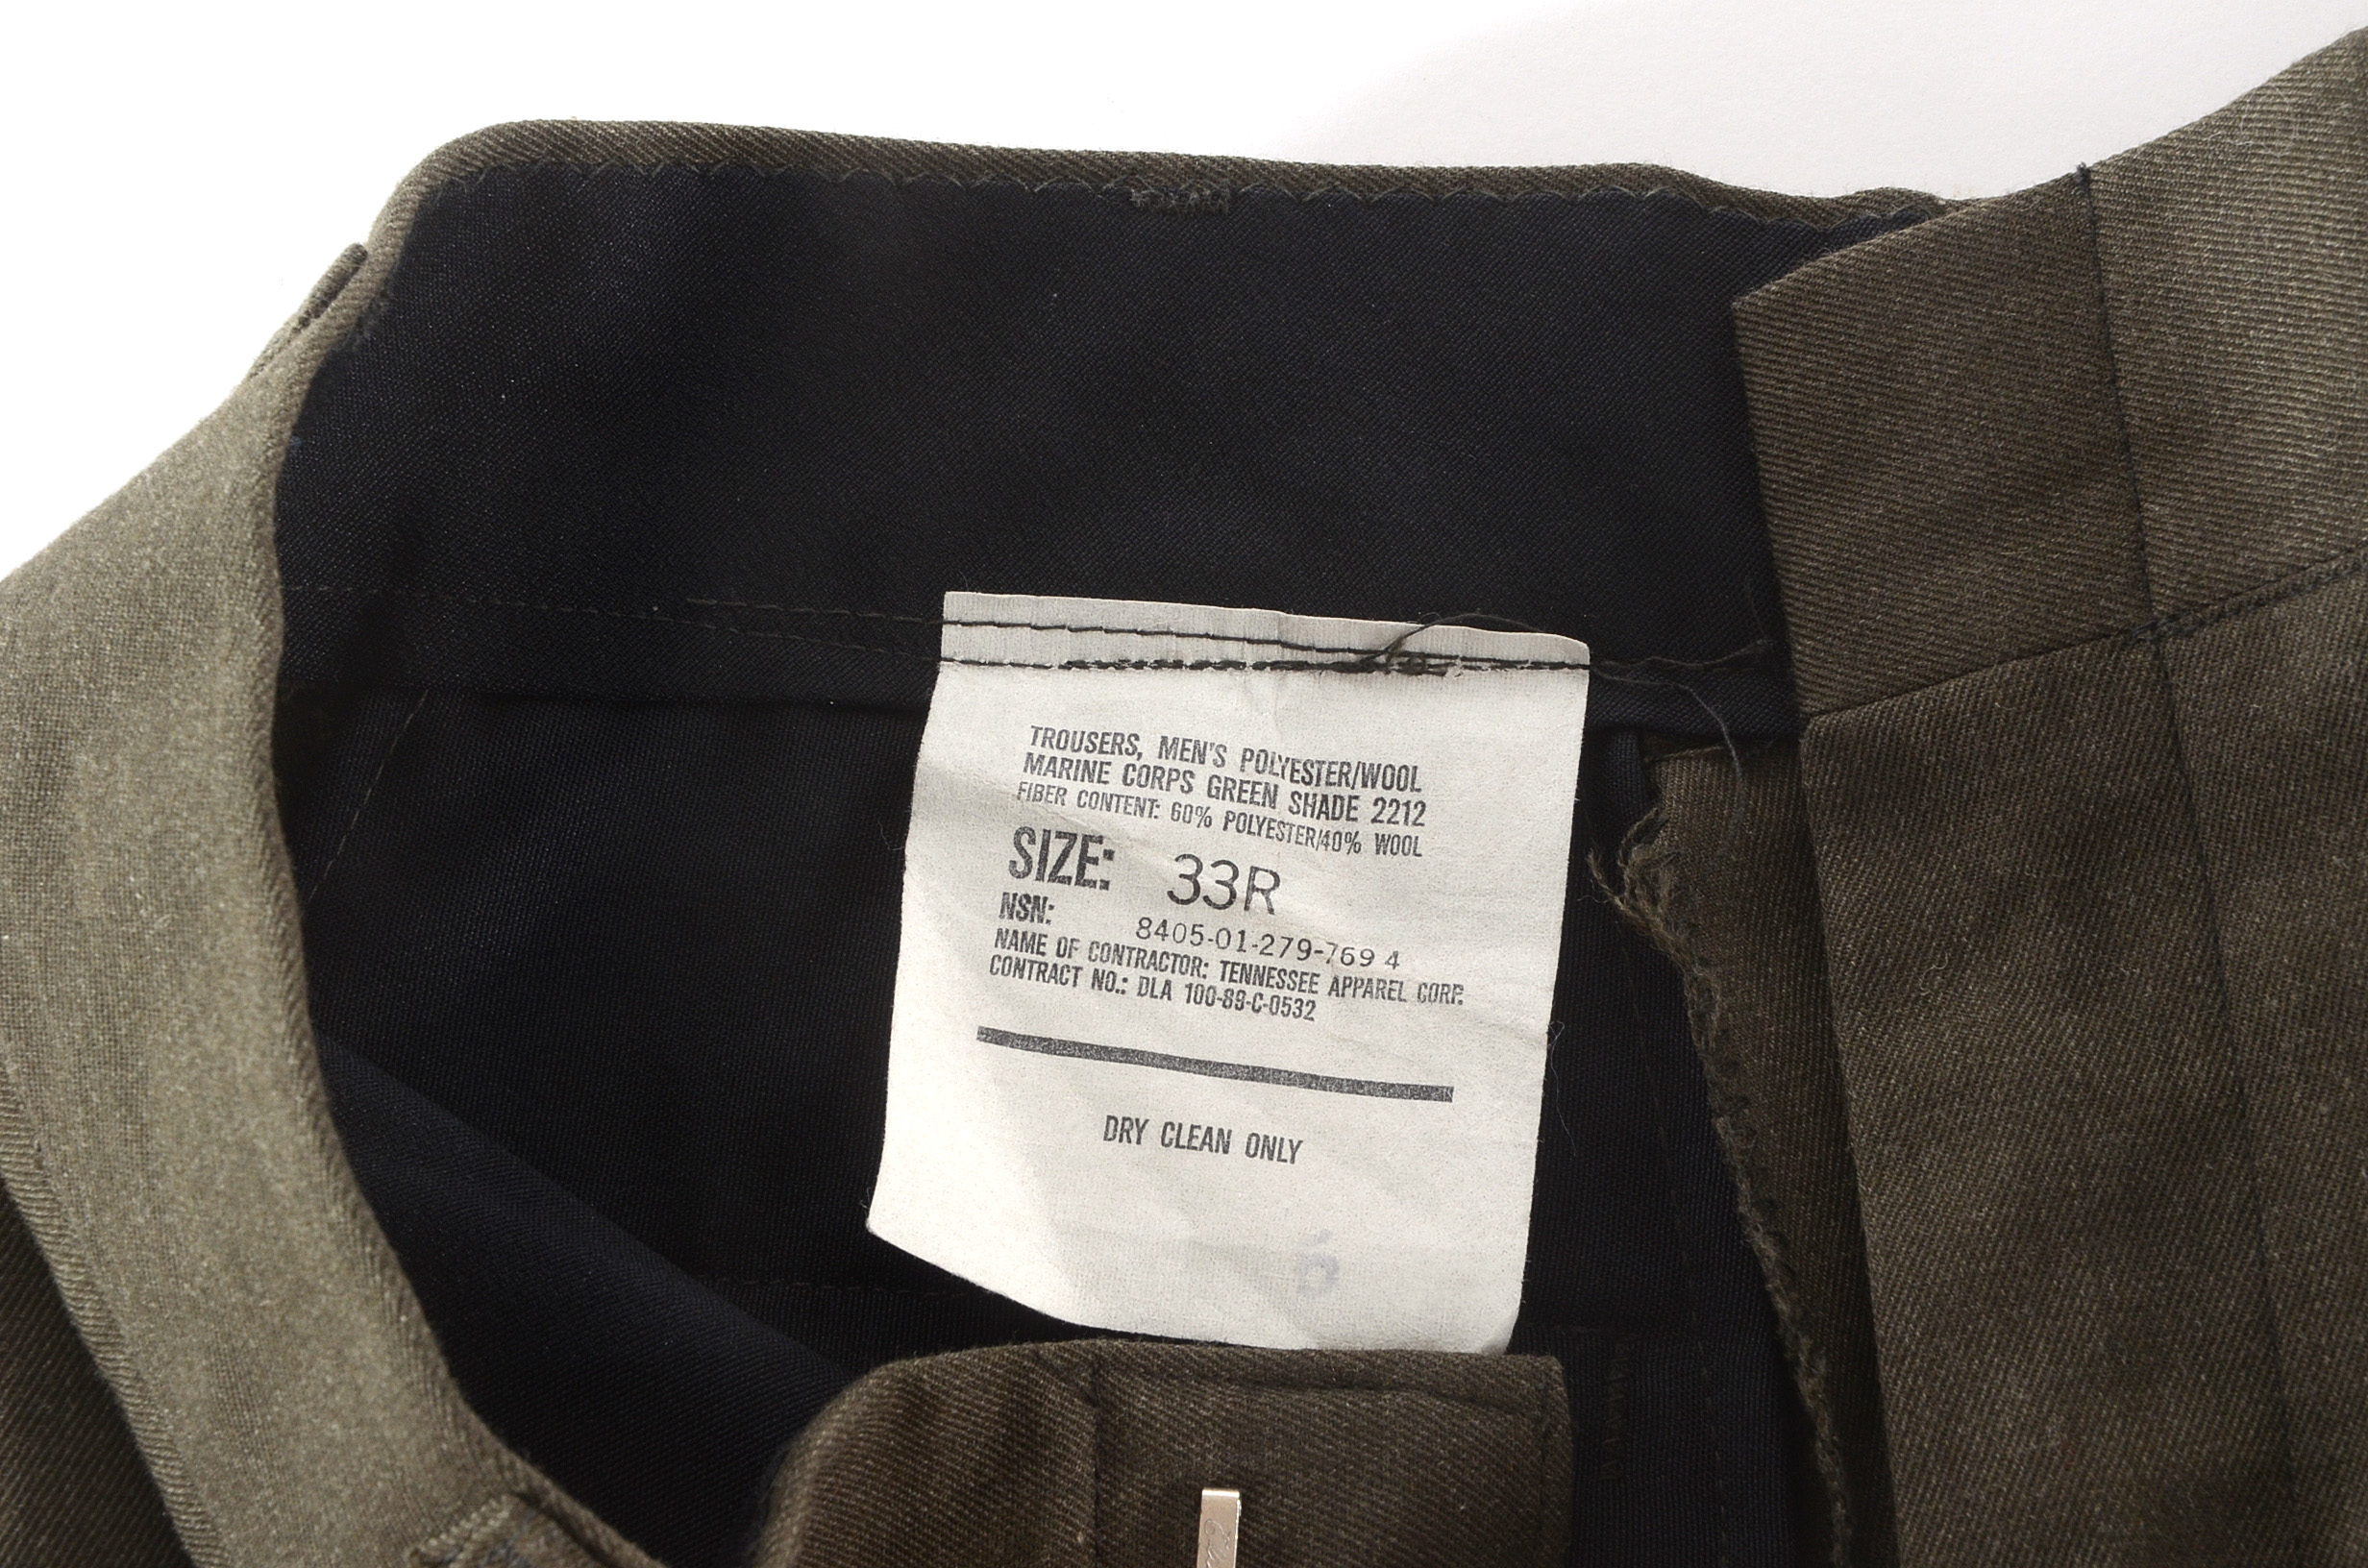 TROUSERS, MEN'S POLYESTER/WOOL
MARINE CORPS GREEN SHADE 2212
FIBER CONTENT: 60% POLYESTER/40% WOOL
SIZE: 33R
NSN: 8405-01-279-769 4
NAME OF CONTRACTOR: TENNESSEE APPAREL CORP.
CONTRACT NO.: DLA 100-89-C-0532
DRY CLEAN ONLY